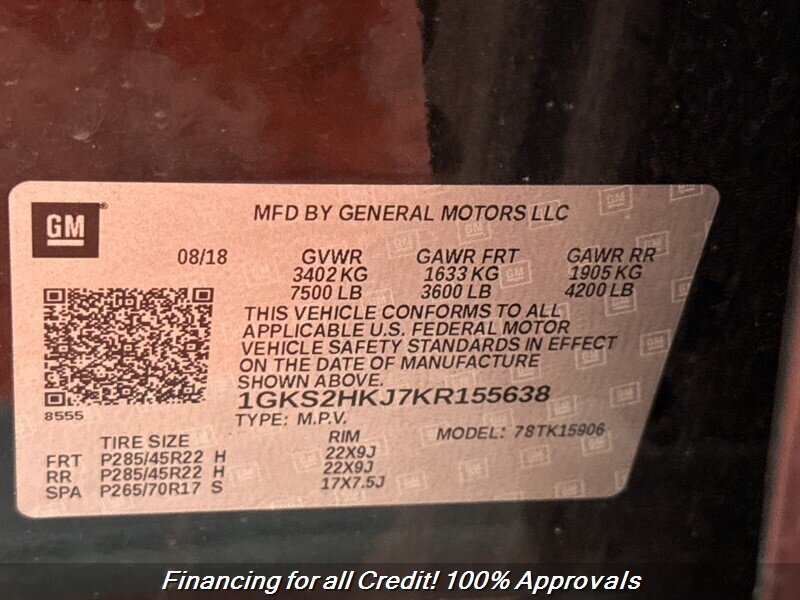 GM
MFD BY GENERAL MOTORS LLC
08/18 GVWR GAWR FRT GAWR RR
3402 KG 1633 KG 1905 KG
7500 LB 3600 LB 4200 LB
THIS VEHICLE CONFORMS TO ALL
APPLICABLE U.S. FEDERAL MOTOR
VEHICLE SAFETY STANDARDS IN EFFECT
ON THE DATE OF MANUFACTURE
SHOWN ABOVE.
8555
1GKS2HKJ7KR155638
TYPE: M.P.V.
MODEL: 78TK15906
TIRE SIZE RIM
FRT P285/45R22 H 22X9J
RR P285/45R22 H 22X9J
SPA P265/70R17 S 17X7.5J
Financing for all Credit! 100% Approvals